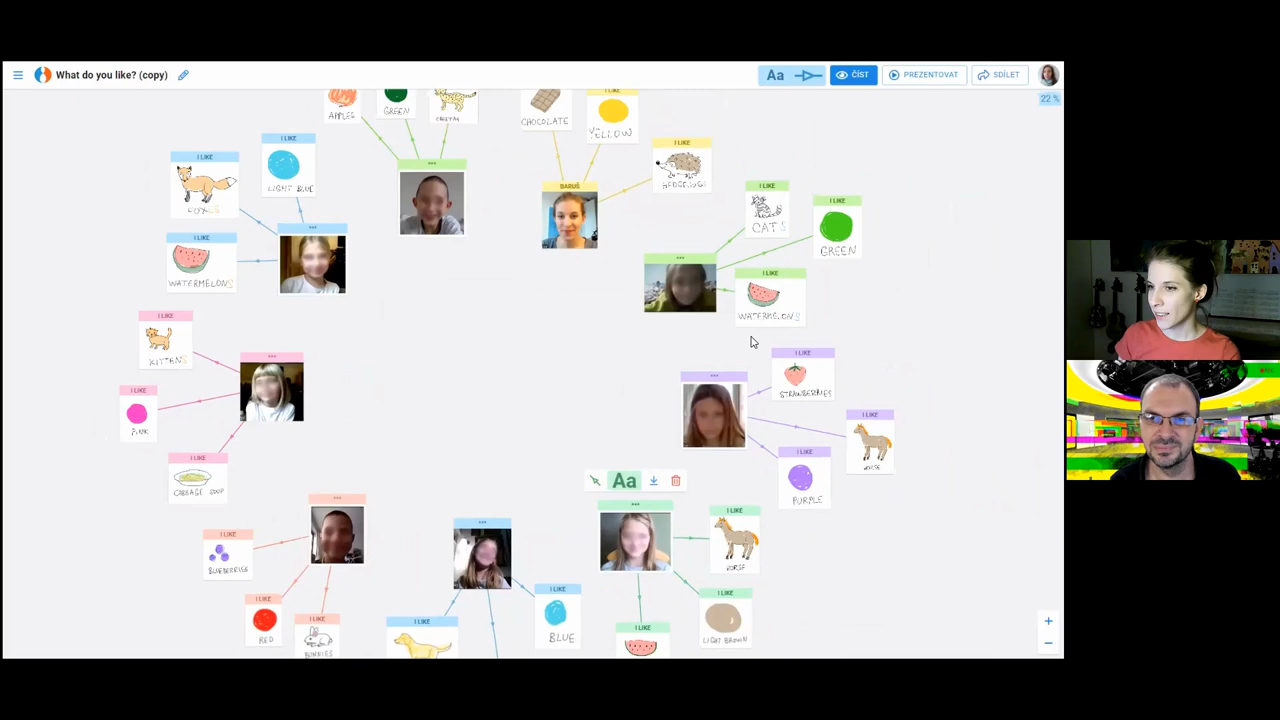 What do you like? (copy)
Aa
ČÍST
PREZENTOVAT
SDÍLET
22 %
APPLES
GREEN
CHEETAH
CHOCOLATE
I LIKE
YELLOW
I LIKE
HEDGEHOGS
BABUŠ
I LIKE
FOXES
I LIKE
LIGHT BLUE
I LIKE
WATERMELONS
I LIKE
CATS
I LIKE
GREEN
I LIKE
WATERMELONS
I LIKE
KITTENS
I LIKE
PINK
I LIKE
CABBAGE SOUP
I LIKE
STRAWBERRIES
I LIKE
HORSE
I LIKE
PURPLE
Aa
I LIKE
BLUEBERRIES
I LIKE
RED
I LIKE
BUNNIES
I LIKE
I LIKE
BLUE
I LIKE
HORSE
I LIKE
LIGHT BROWN
I LIKE